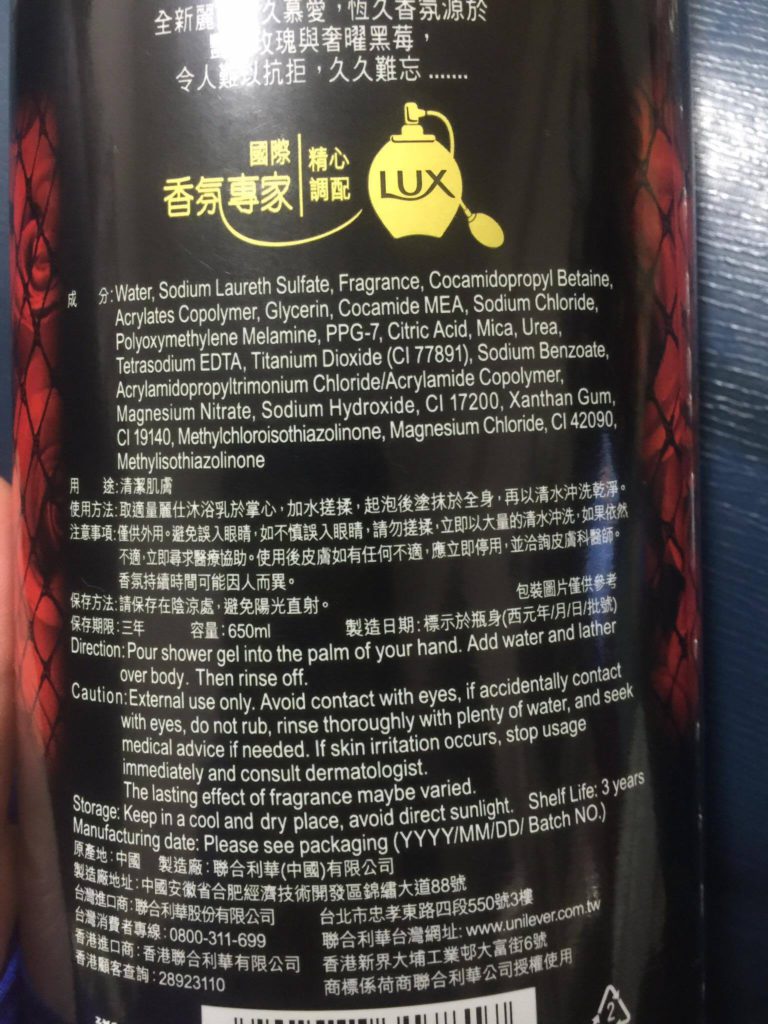 全新麗 久慕愛，恆久香氛源於
玫瑰與奢曜黑莓，
令人難以抗拒，久久難忘.......
國際
香氛專家
精心
調配
LUX
成 分:Water, Sodium Laureth Sulfate, Fragrance, Cocamidopropyl Betaine,
Acrylates Copolymer, Glycerin, Cocamide MEA, Sodium Chloride,
Polyoxymethylene Melamine, PPG-7, Citric Acid, Mica, Urea,
Tetrasodium EDTA, Titanium Dioxide (CI 77891), Sodium Benzoate,
Acrylamidopropyltrimonium Chloride/Acrylamide Copolymer,
Magnesium Nitrate, Sodium Hydroxide, CI 17200, Xanthan Gum,
CI 19140, Methylchloroisothiazolinone, Magnesium Chloride, CI 42090,
Methylisothiazolinone
用 途:清潔肌膚
使用方法:取適量麗仕沐浴乳於掌心，加水搓揉，起泡後塗抹於全身，再以清水沖洗乾淨。
注意事項:僅供外用。避免誤入眼睛，如不慎誤入眼睛，請勿搓揉，立即以大量的清水沖洗，如果依然
不適，立即尋求醫療協助。使用後皮膚如有任何不適，應立即停用，並洽詢皮膚科醫師。
香氛持續時間可能因人而異。
包裝圖片僅供參考
保存方法:請保存在陰涼處，避免陽光直射。
保存期限:三年 容量:650ml 製造日期:標示於瓶身(西元年/月/日/批號)
Direction: Pour shower gel into the palm of your hand. Add water and lather
over body. Then rinse off.
Caution: External use only. Avoid contact with eyes, if accidentally contact
with eyes, do not rub, rinse thoroughly with plenty of water, and seek
medical advice if needed. If skin irritation occurs, stop usage
immediately and consult dermatologist.
The lasting effect of fragrance maybe varied.
Storage: Keep in a cool and dry place, avoid direct sunlight. Shelf Life: 3 years
Manufacturing date: Please see packaging (YYYY/MM/DD/ Batch NO.)
原產地:中國 製造廠:聯合利華(中國)有限公司
製造廠地址:中國安徽省合肥經濟技術開發區錦繡大道88號
台灣進口商:聯合利華股份有限公司 台北市忠孝東路四段550號3樓
台灣消費者專線:0800-311-699 聯合利華台灣網址:www.unilever.com.tw
香港進口商:香港聯合利華有限公司 香港新界大埔工業邨大富街6號
香港顧客查詢:28923110 商標係荷商聯合利華公司授權使用
2